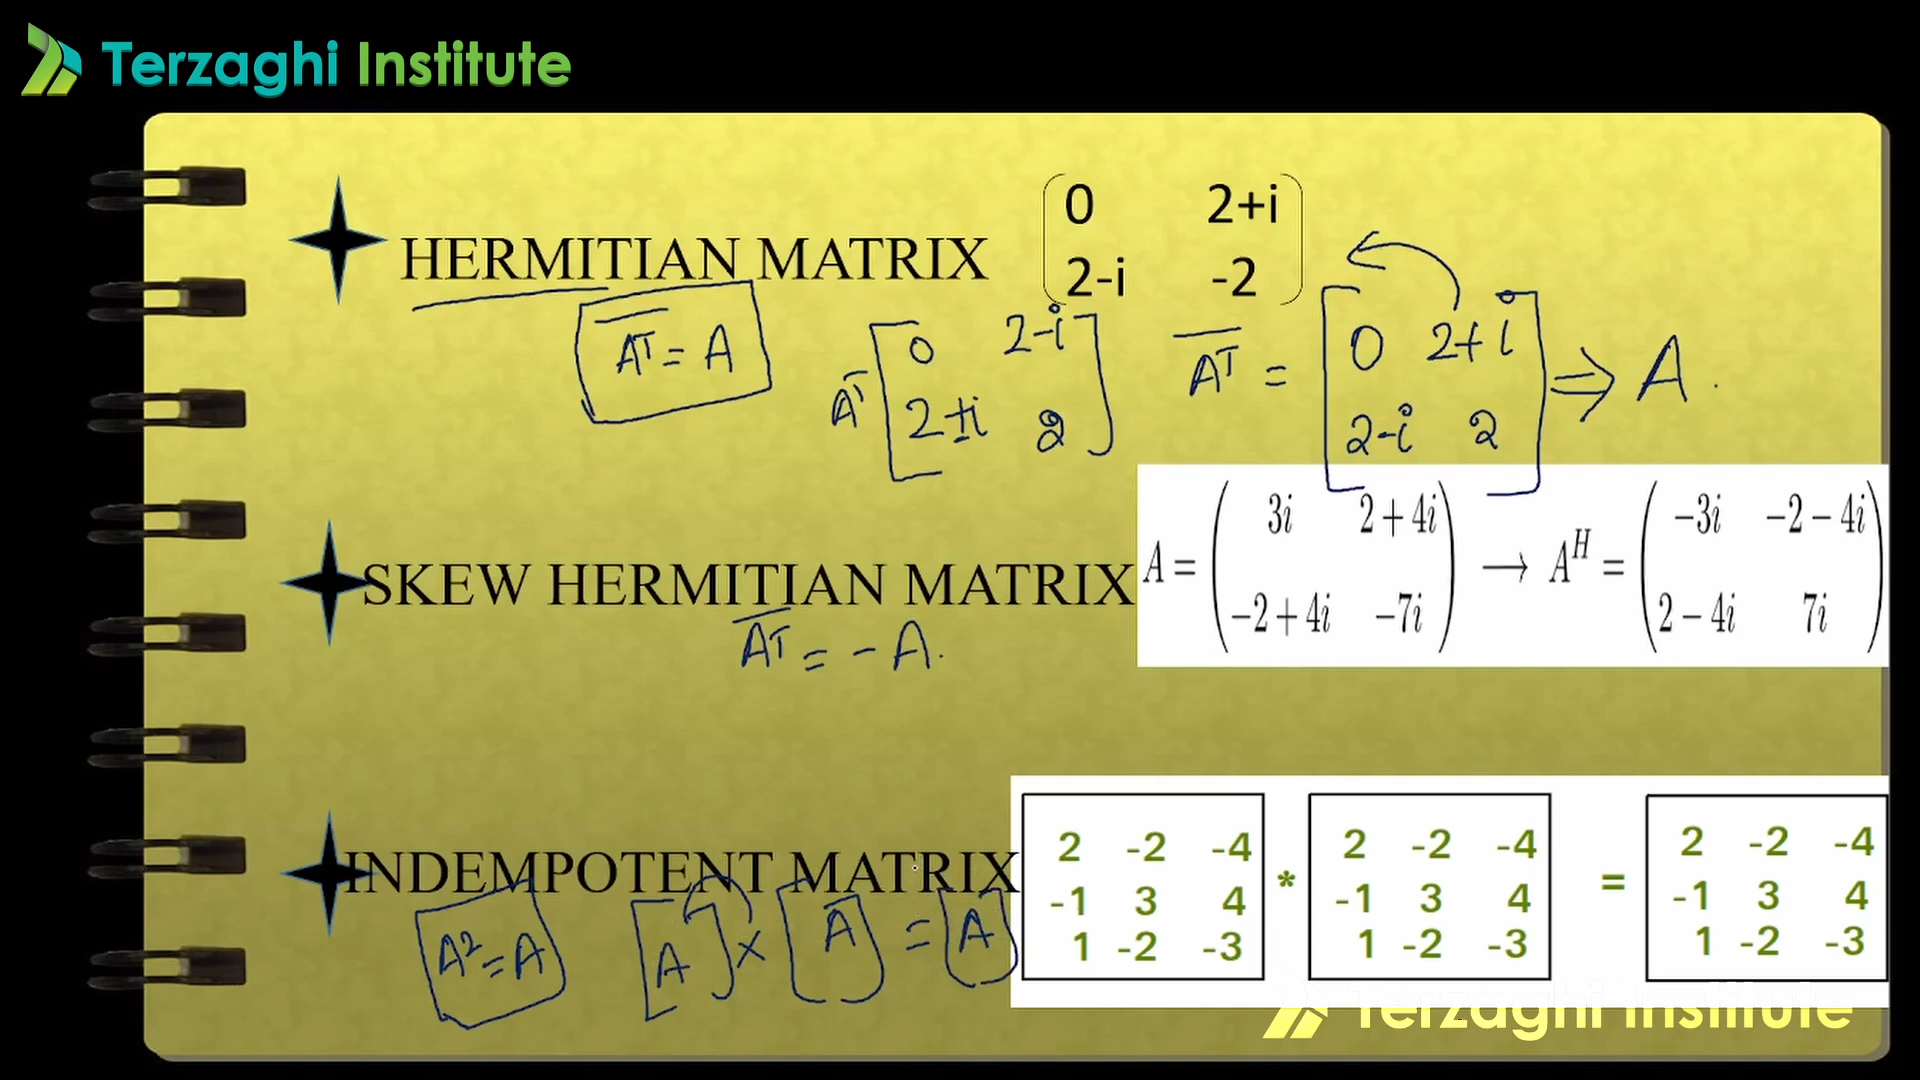 Terzaghi Institute
HERMITIAN MATRIX
0 2+i
2-i -2
AT = A
AT
0 2-i
2+i 2
AT =
0 2+i
2-i 2
⇒ A.
SKEW HERMITIAN MATRIX
AT = -A.
A = 3i 2+4i → A^H = -3i -2-4i
-2+4i -7i 2-4i 7i
INDEMPOTENT MATRIX
A² = A
[A] × [A] = [A]
2 -2 -4 * 2 -2 -4 = 2 -2 -4
-1 3 4 -1 3 4 -1 3 4
1 -2 -3 1 -2 -3 1 -2 -3
Terzaghi Institute